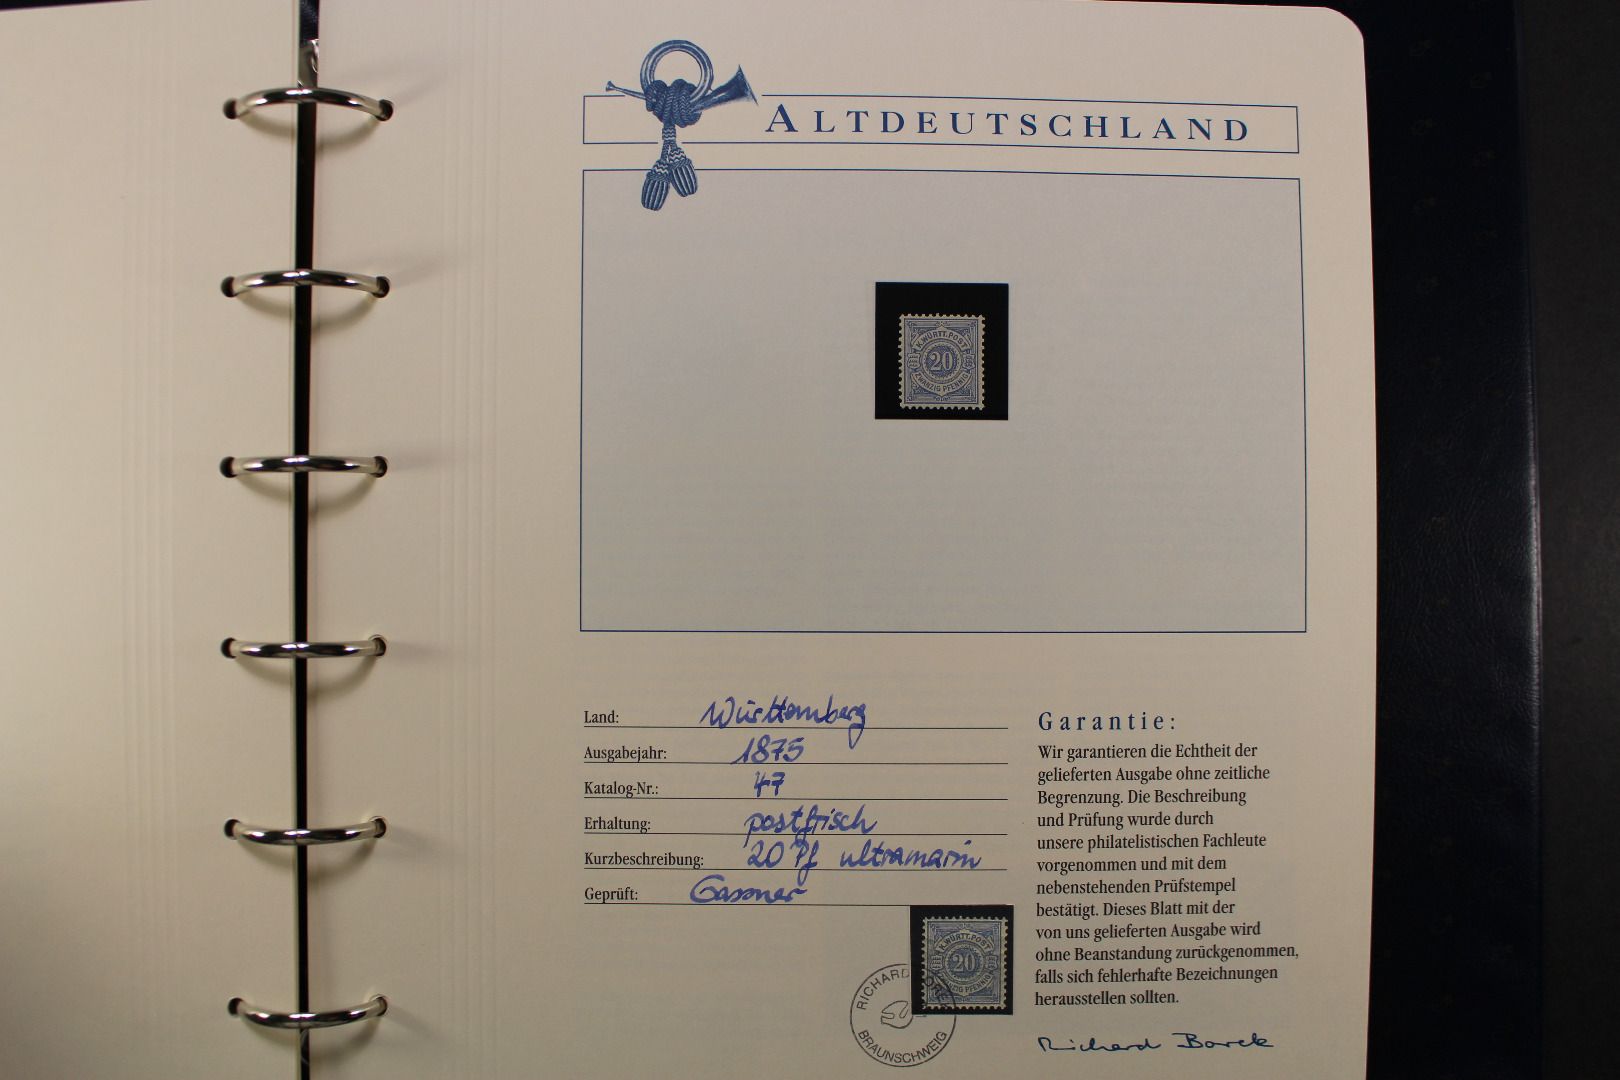 ALTDEUTSCHLAND
K.WÜRTT.POST
20
ZWANZIG PFENNIG
Land: Württemberg
Ausgabejahr: 1875
Katalog-Nr.: 47
Erhaltung: postfrisch
Kurzbeschreibung: 20 Pf ultramarin
Geprüft: Gassner
Garantie:
Wir garantieren die Echtheit der
gelieferten Ausgabe ohne zeitliche
Begrenzung. Die Beschreibung
und Prüfung wurde durch
unsere philatelistischen Fachleute
vorgenommen und mit dem
nebenstehenden Prüfstempel
bestätigt. Dieses Blatt mit der
von uns gelieferten Ausgabe wird
ohne Beanstandung zurückgenommen,
falls sich fehlerhafte Bezeichnungen
herausstellen sollten.
Richard Borek
K.WÜRTT.POST
20
ZWANZIG PFENNIG
RICHARD BOREK
BRAUNSCHWEIG